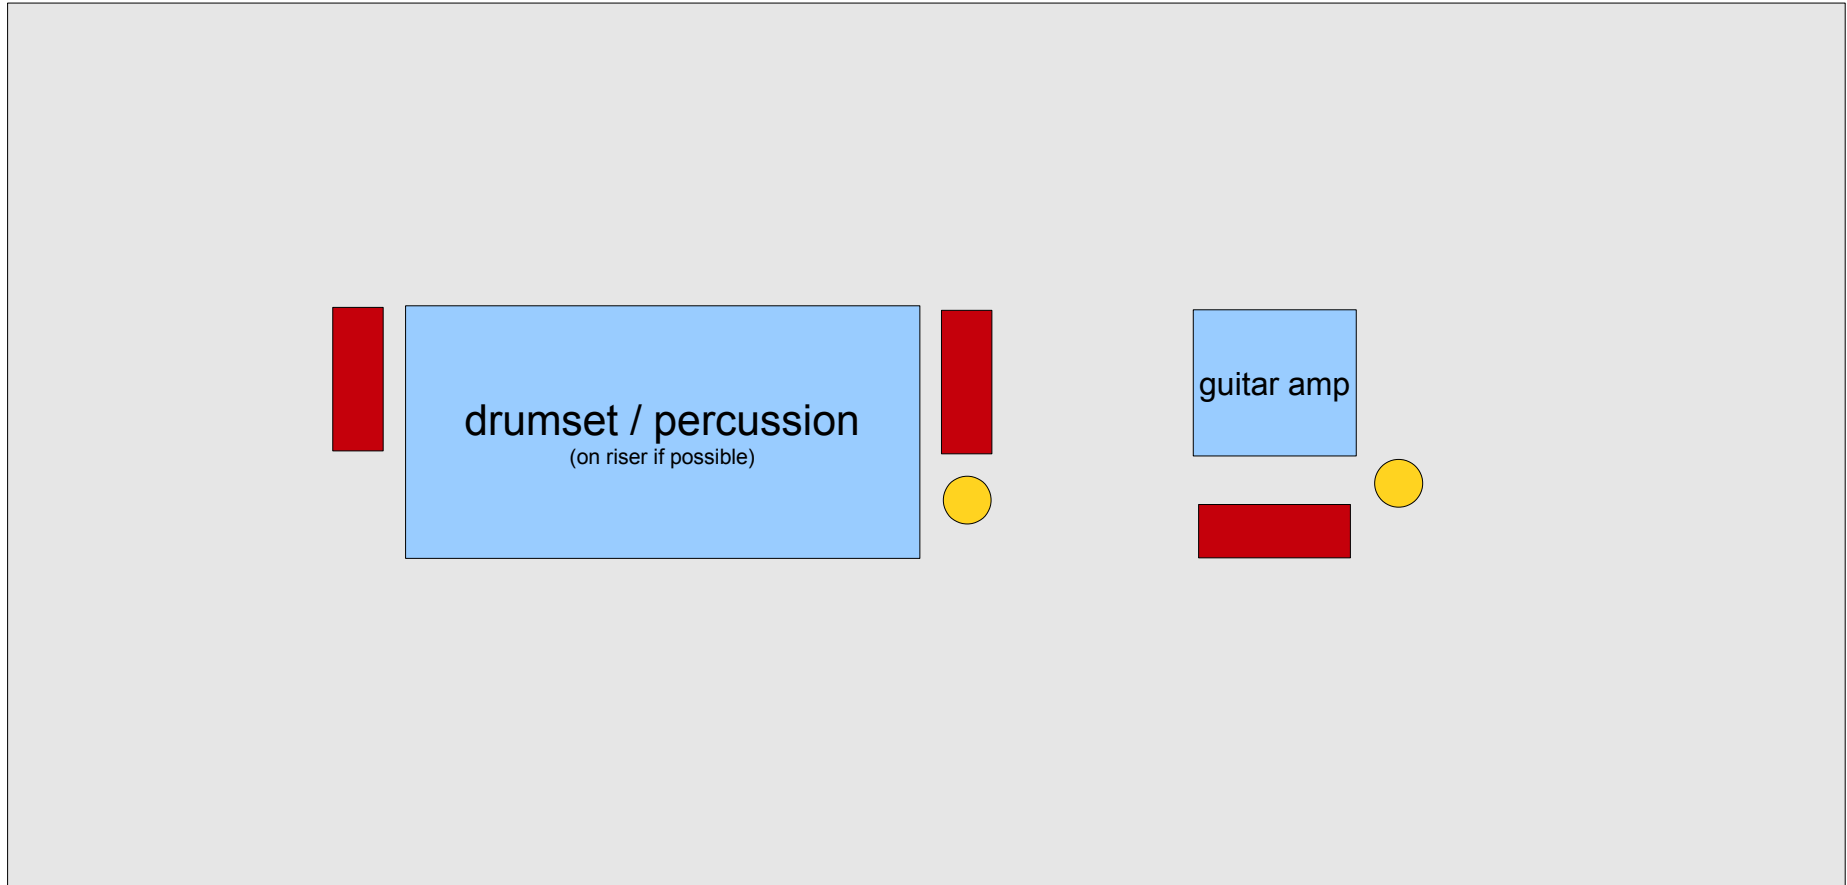 guitar amp
drumset / percussion
(on riser if possible)